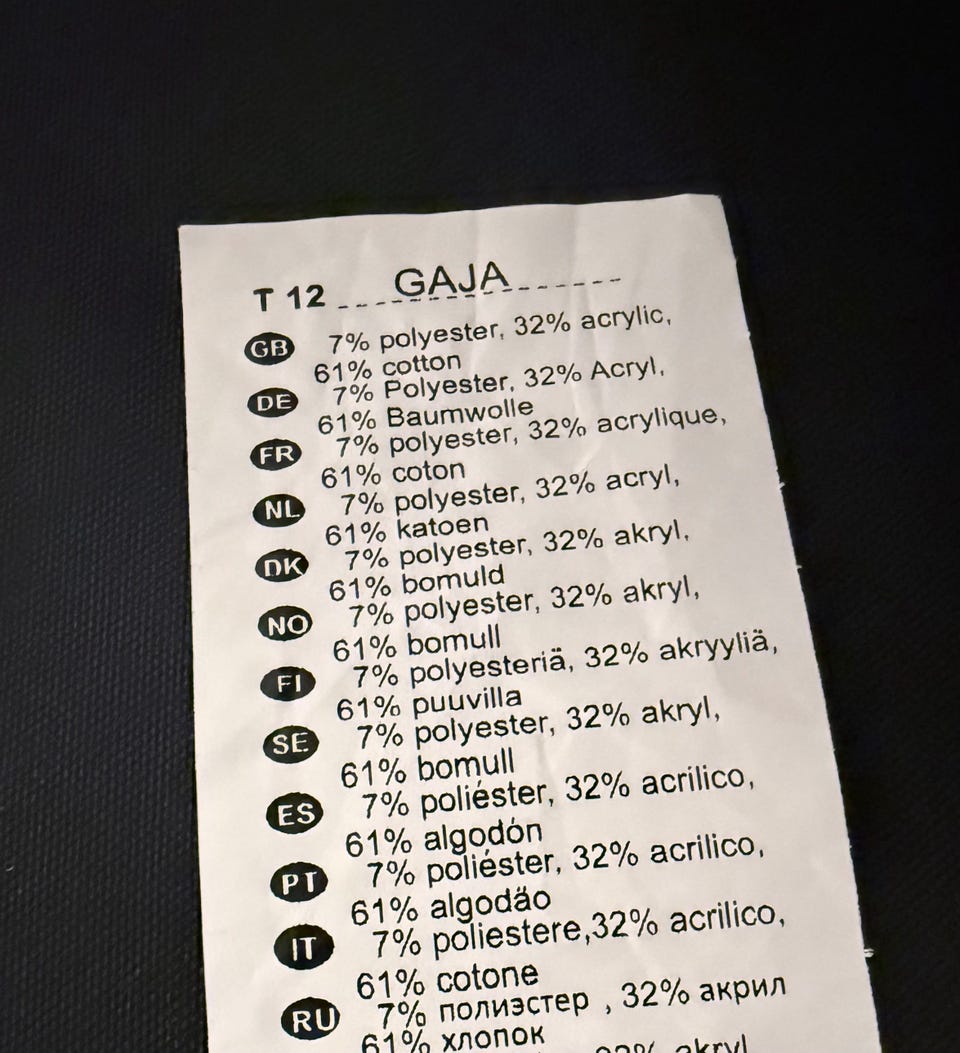 T 12 GAJA
GB 7% polyester, 32% acrylic,
61% cotton
DE 7% Polyester, 32% Acryl,
61% Baumwolle
FR 7% polyester, 32% acrylique,
61% coton
NL 7% polyester, 32% acryl,
61% katoen
DK 7% polyester, 32% akryl,
61% bomuld
NO 7% polyester, 32% akryl,
61% bomull
FI 7% polyesteriä, 32% akryyliä,
61% puuvilla
SE 7% polyester, 32% akryl,
61% bomull
ES 7% poliéster, 32% acrilico,
61% algodón
PT 7% poliéster, 32% acrilico,
61% algodäo
IT 7% poliestere,32% acrilico,
61% cotone
RU 7% полиэстер , 32% акрил
61% хлопок
akryl